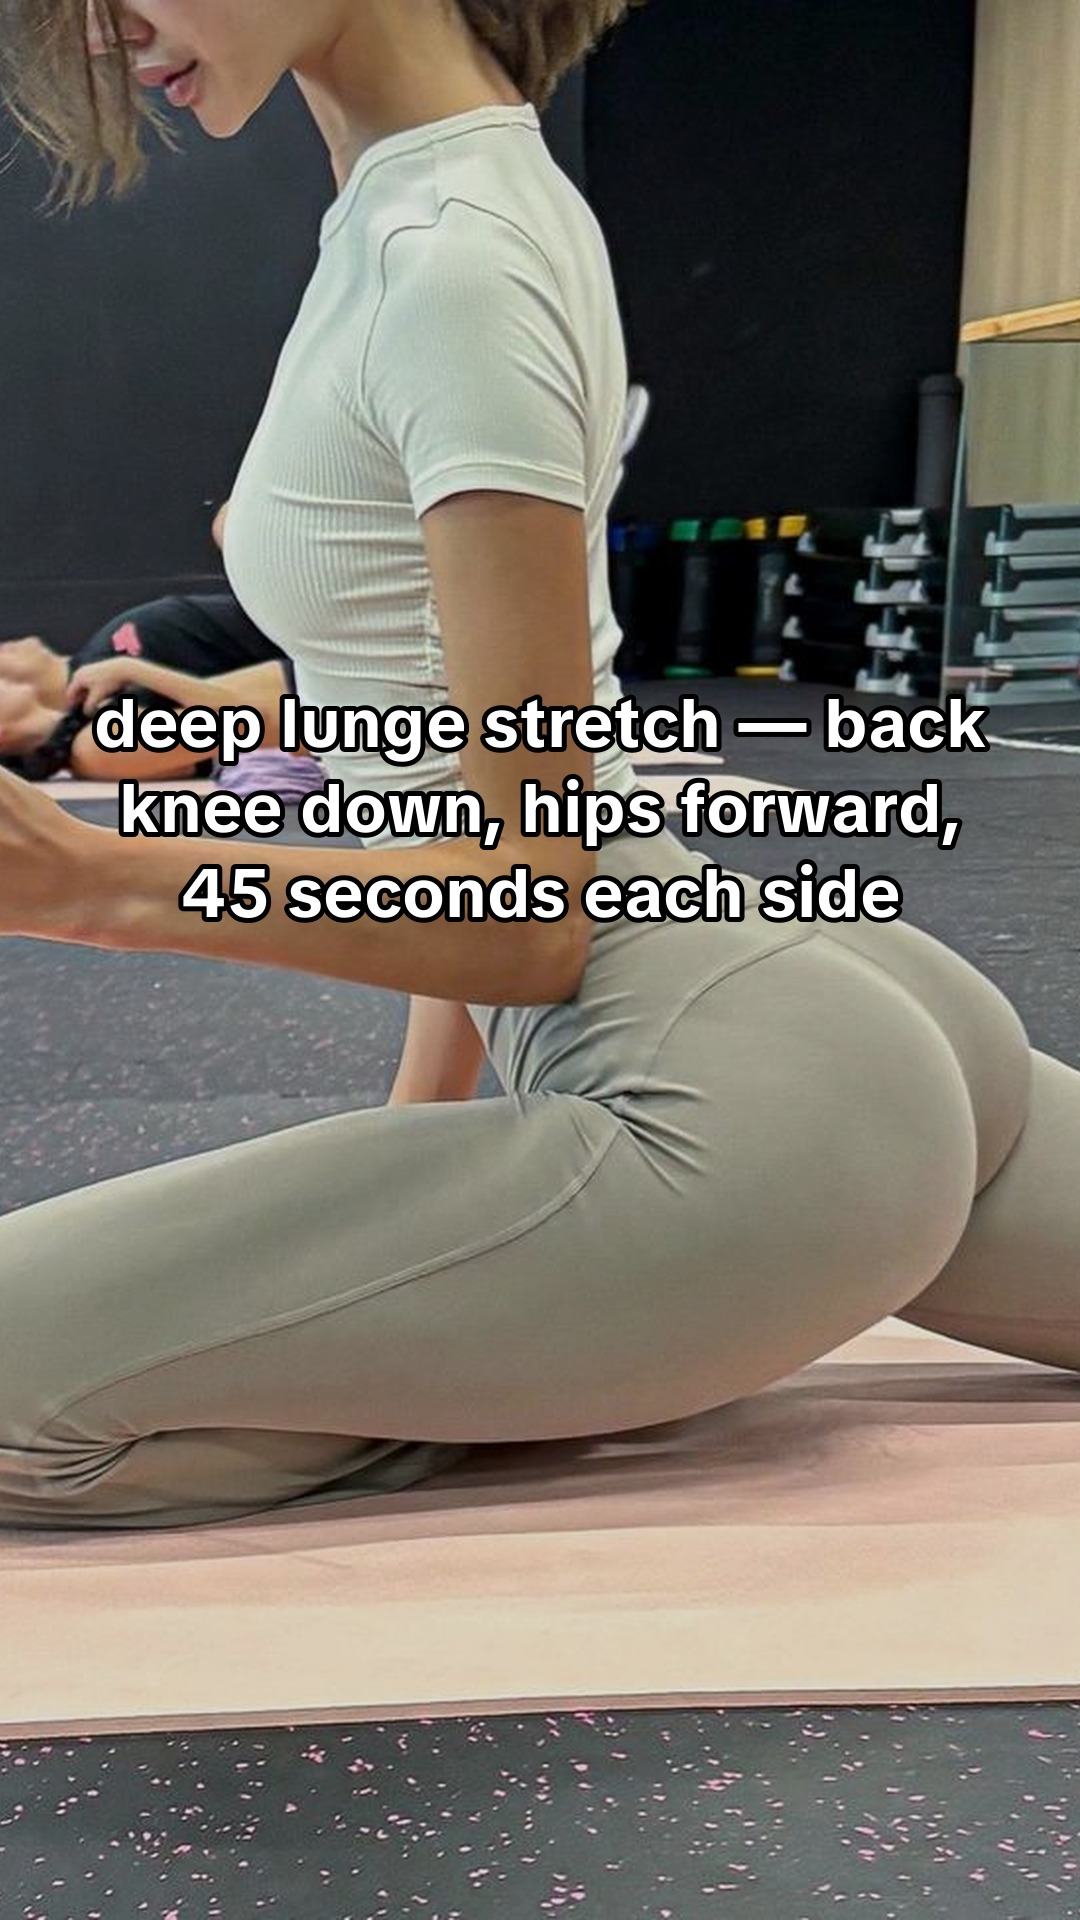 deep lunge stretch — back
knee down, hips forward,
45 seconds each side